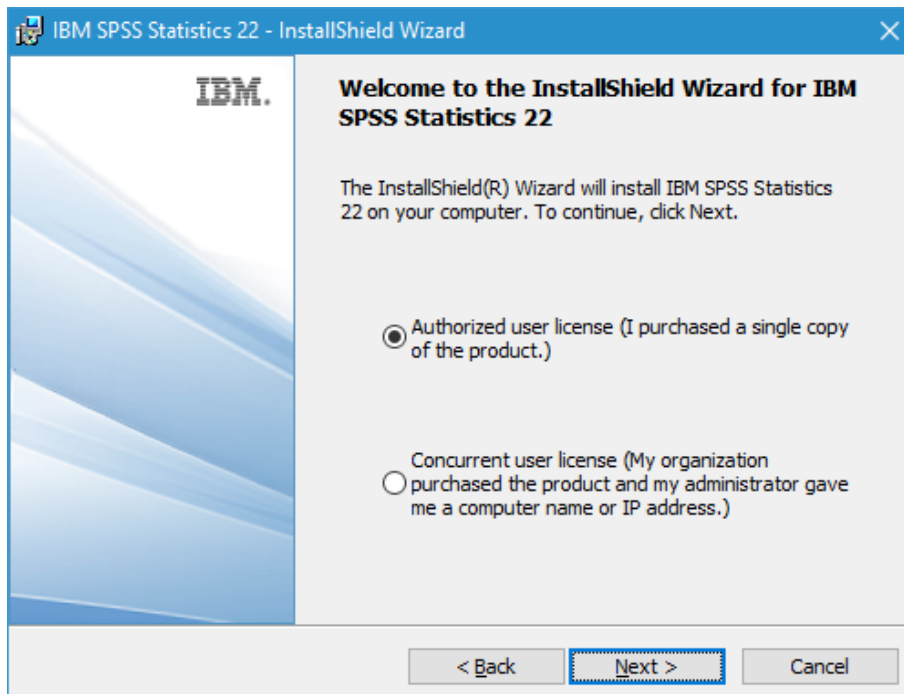 IBM SPSS Statistics 22 - InstallShield Wizard
IBM.
Welcome to the InstallShield Wizard for IBM
SPSS Statistics 22
The InstallShield(R) Wizard will install IBM SPSS Statistics
22 on your computer. To continue, click Next.
Authorized user license (I purchased a single copy
of the product.)
Concurrent user license (My organization
purchased the product and my administrator gave
me a computer name or IP address.)
< Back
Next >
Cancel